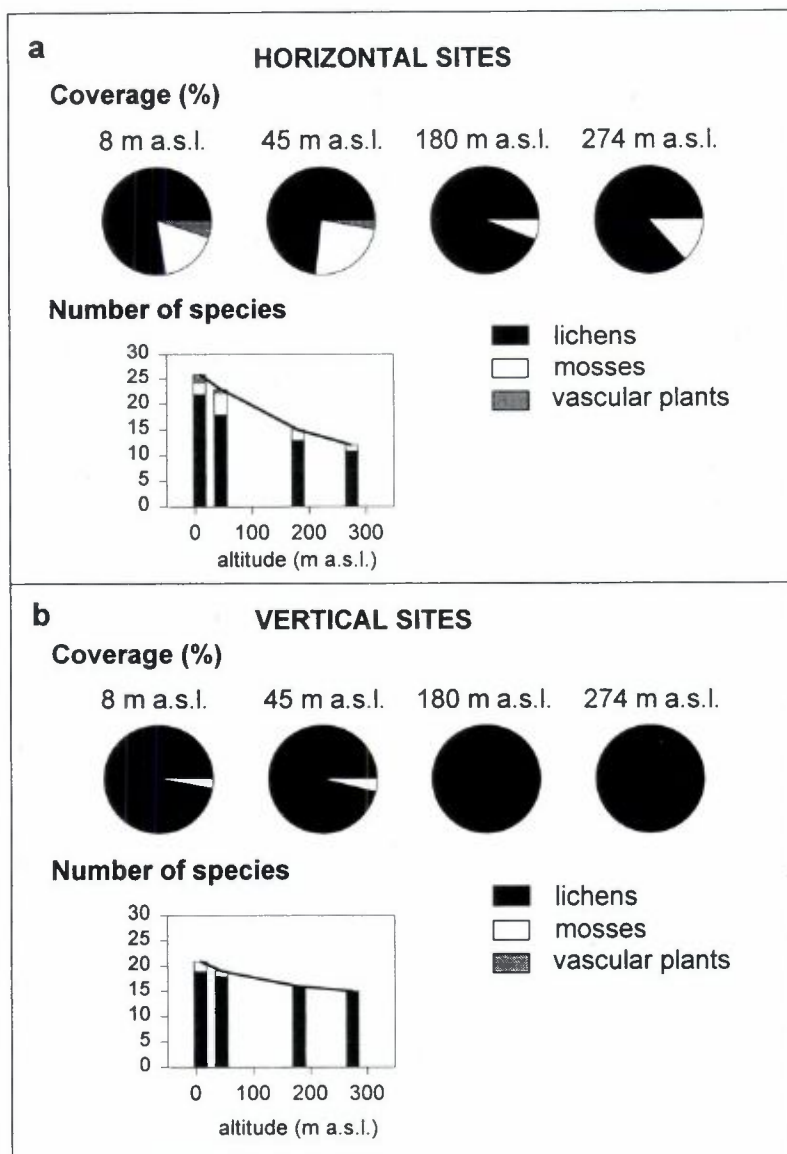 a
HORIZONTAL SITES
Coverage (%)
8 m a.s.l. 45 m a.s.l. 180 m a.s.l. 274 m a.s.l.
Number of species
lichens
mosses
vascular plants
30
25
20
15
10
5
0
0 100 200 300
altitude (m a.s.l.)
b
VERTICAL SITES
Coverage (%)
8 m a.s.l. 45 m a.s.l. 180 m a.s.l. 274 m a.s.l.
Number of species
lichens
mosses
vascular plants
30
25
20
15
10
5
0
0 100 200 300
altitude (m a.s.l.)